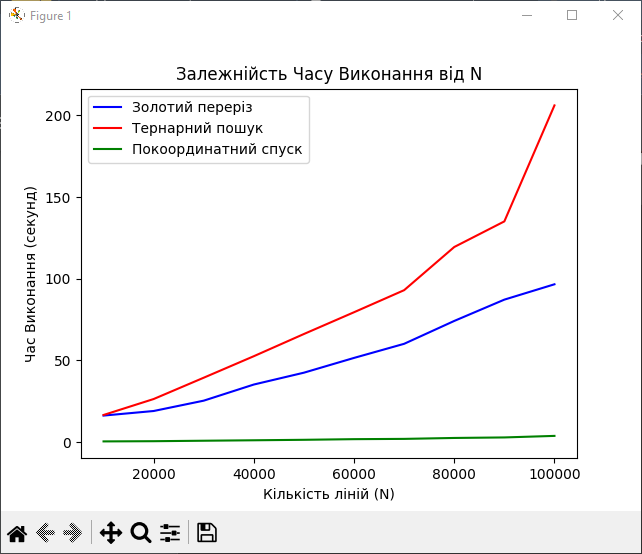 Figure 1
Залежнійсть Часу Виконання від N
Золотий переріз
Тернарний пошук
Покоординатний спуск
Час Виконання (секунд)
200
150
100
50
0
20000 40000 60000 80000 100000
Кількість ліній (N)